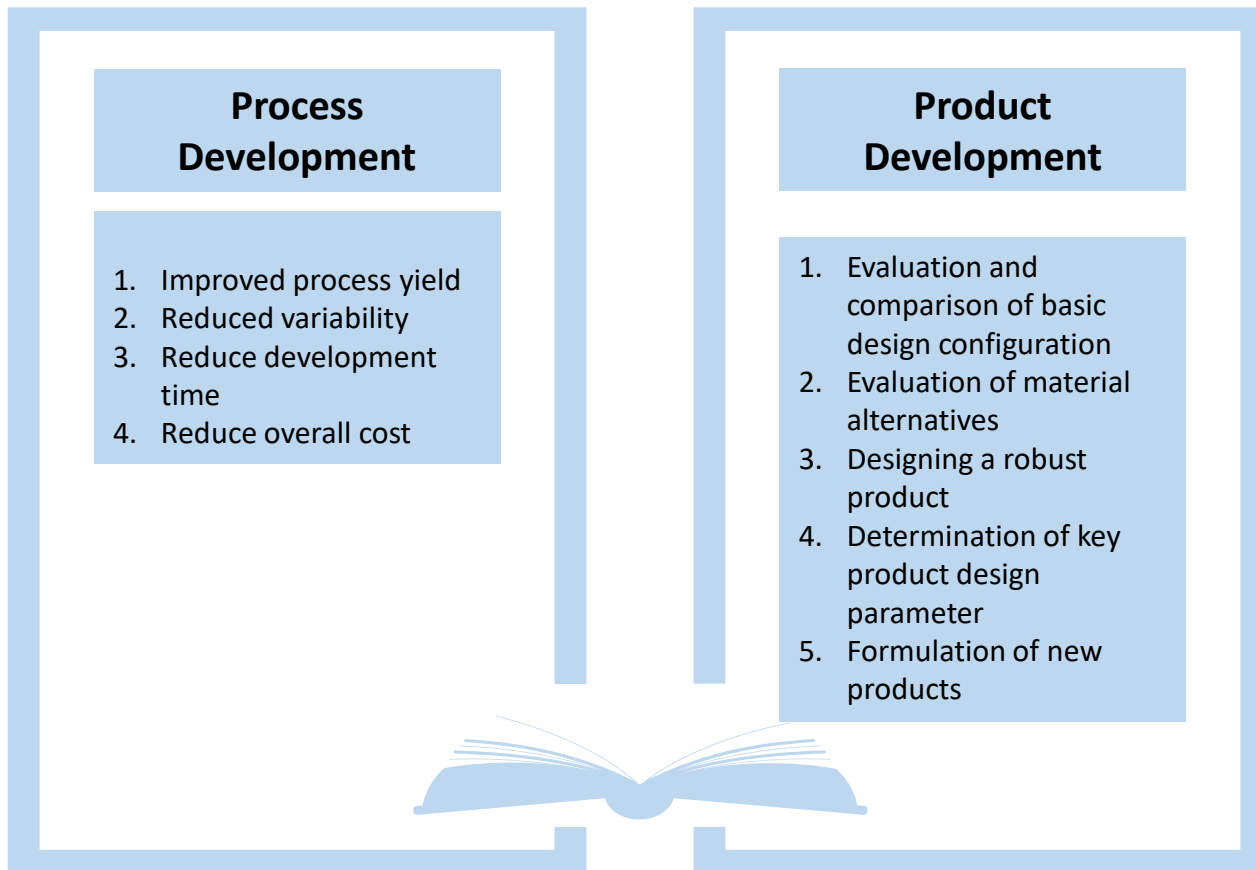 Process
Development
1. Improved process yield
2. Reduced variability
3. Reduce development
time
4. Reduce overall cost
Product
Development
1. Evaluation and
comparison of basic
design configuration
2. Evaluation of material
alternatives
3. Designing a robust
product
4. Determination of key
product design
parameter
5. Formulation of new
products